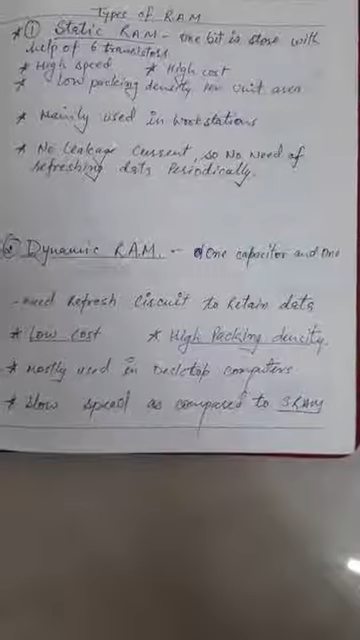 Types of RAM
* ① Static RAM - one bit is store with
help of 6 transistors
* High speed * High cost
* Low packing density per unit area
* Mainly used in workstations
* No Leakage Current, so No Need of
Refreshing data Periodically.
② Dynamic RAM. - One capacitor and one
- need Refresh Circuit to Retain data
* Low cost * High Packing density.
* Mostly used in Desktop computers
* Slow speed as compared to SRAM